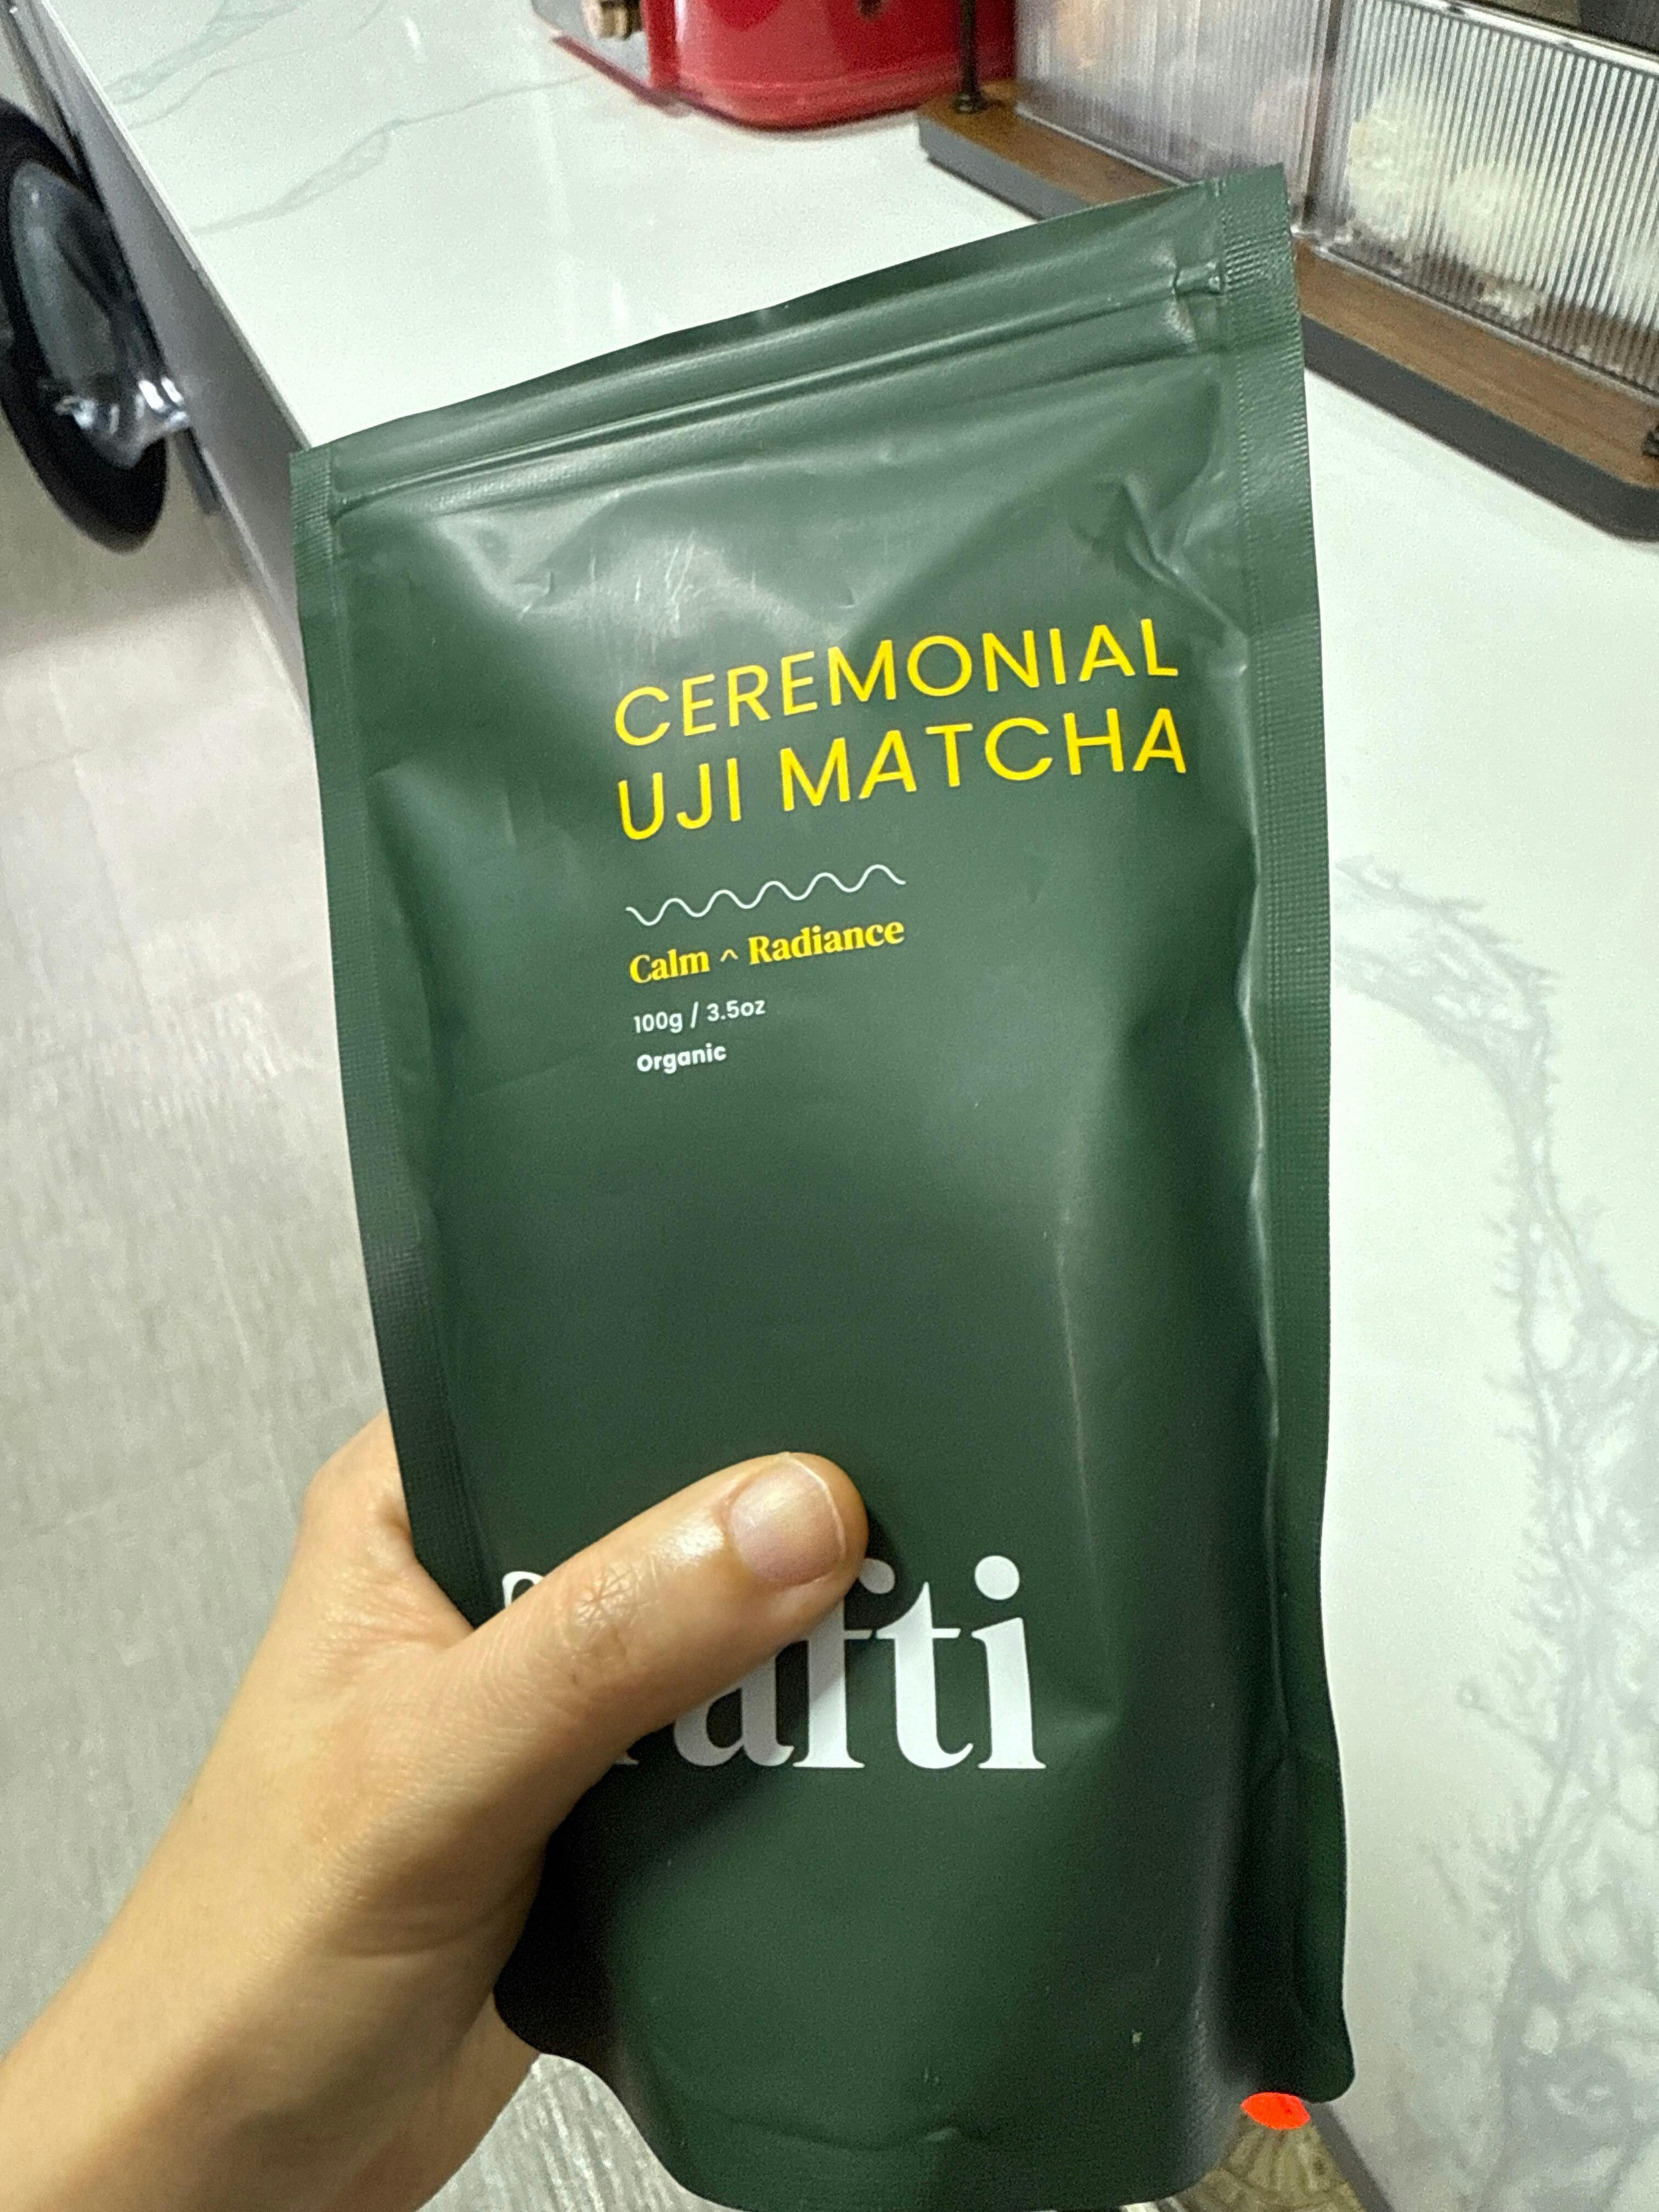 CEREMONIAL
UJI MATCHA
Calm ^ Radiance
100g / 3.5oz
Organic